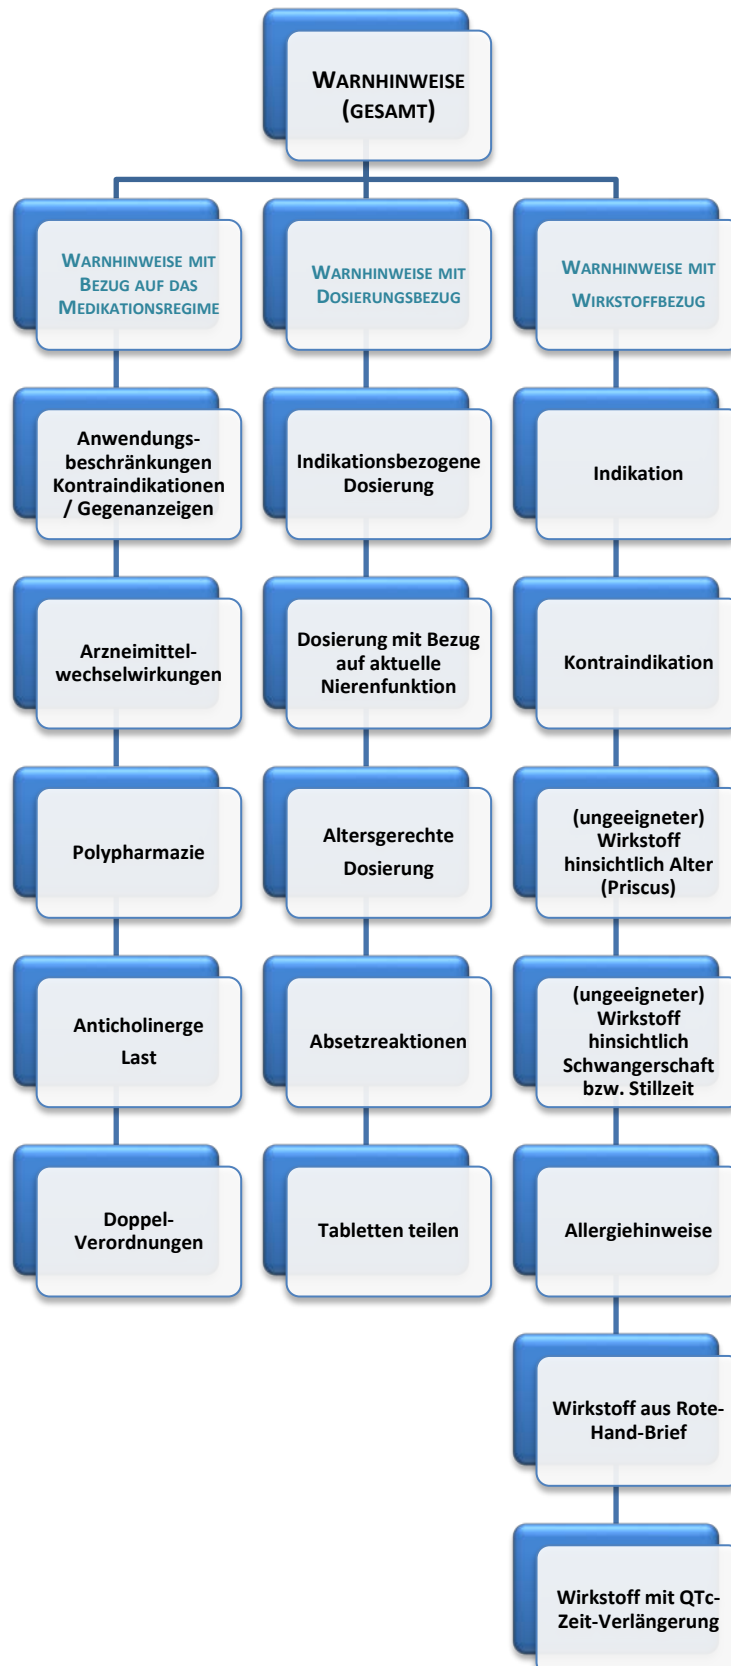 WARNHINWEISE
(GESAMT)
WARNHINWEISE MIT
BEZUG AUF DAS
MEDIKATIONSREGIME
Anwendungs-
beschränkungen
Kontraindikationen
/ Gegenanzeigen
Arzneimittel-
wechselwirkungen
Polypharmazie
Anticholinerge
Last
Doppel-
Verordnungen
WARNHINWEISE MIT
DOSIERUNGSBEZUG
Indikationsbezogene
Dosierung
Dosierung mit Bezug
auf aktuelle
Nierenfunktion
Altersgerechte
Dosierung
Absetzreaktionen
Tabletten teilen
WARNHINWEISE MIT
WIRKSTOFFBEZUG
Indikation
Kontraindikation
(ungeeigneter)
Wirkstoff
hinsichtlich Alter
(Priscus)
(ungeeigneter)
Wirkstoff
hinsichtlich
Schwangerschaft
bzw. Stillzeit
Allergiehinweise
Wirkstoff aus Rote-
Hand-Brief
Wirkstoff mit QTc-
Zeit-Verlängerung